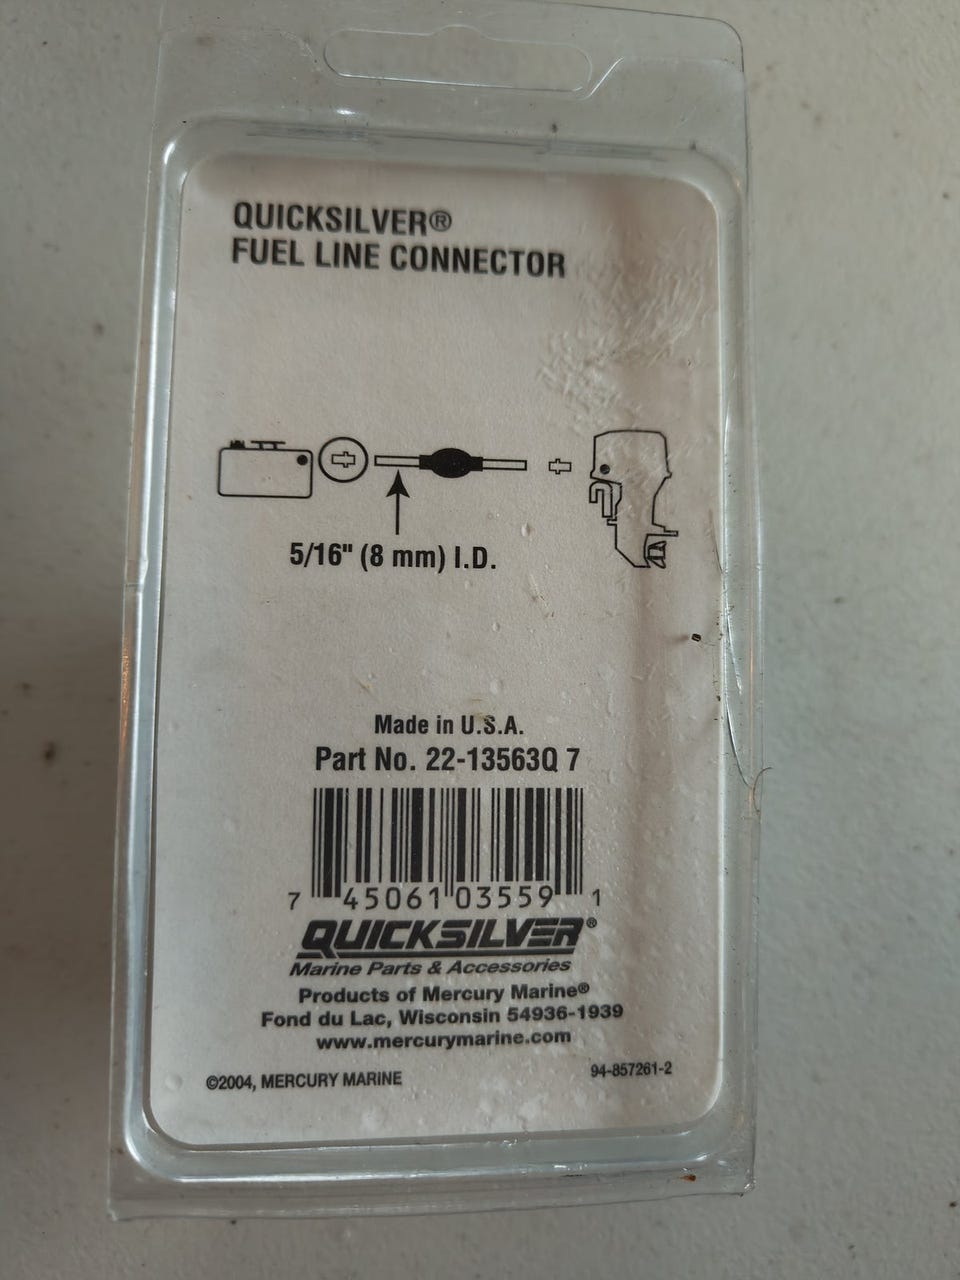 QUICKSILVER®
FUEL LINE CONNECTOR
5/16" (8 mm) I.D.
Made in U.S.A.
Part No. 22-13563Q 7
7 45061 03559 1
QUICKSILVER®
Marine Parts & Accessories
Products of Mercury Marine®
Fond du Lac, Wisconsin 54936-1939
www.mercurymarine.com
©2004, MERCURY MARINE
94-857261-2